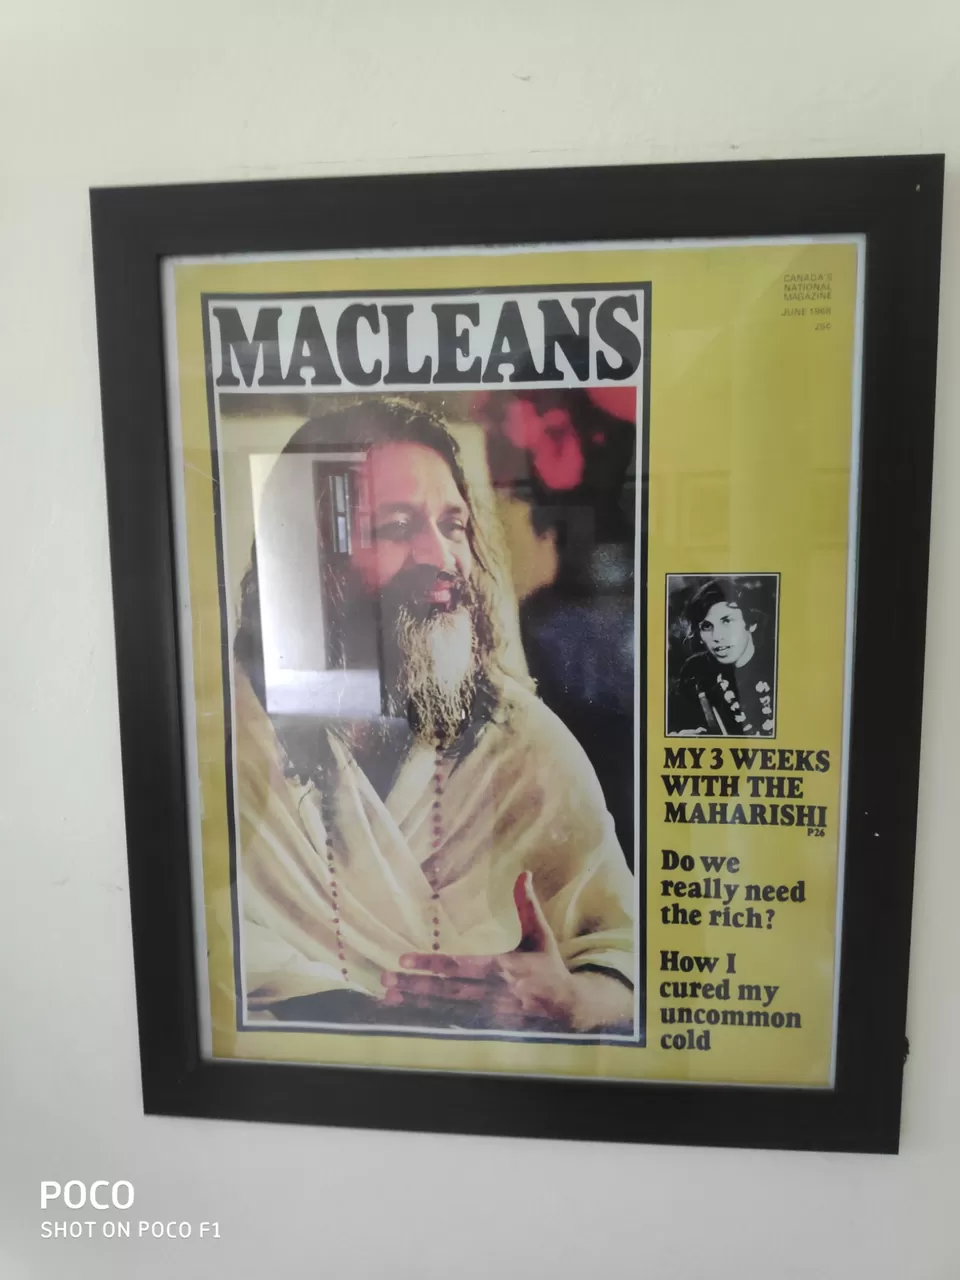 MACLEANS
CANADA'S
NATIONAL
MAGAZINE
JUNE 1968
25¢
MY 3 WEEKS
WITH THE
MAHARISHI
P26
Do we
really need
the rich?
How I
cured my
uncommon
cold
POCO
SHOT ON POCO F1